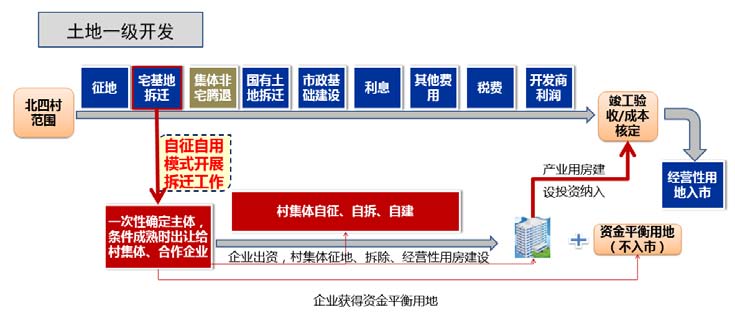 土地一级开发
北四村
范围
征地
宅基地
拆迁
集体非
宅腾退
国有土
地拆迁
市政基
础建设
利息
其他费
用
税费
开发商
利润
竣工验
收/成本
核定
自征自用
模式开展
拆迁工作
产业用房建
设投资纳入
经营性用
地入市
一次性确定主体，
条件成熟时出让给
村集体、合作企业
村集体自征、自拆、自建
企业出资，村集体征地、拆除、经营性用房建设
资金平衡用地
（不入市）
企业获得资金平衡用地